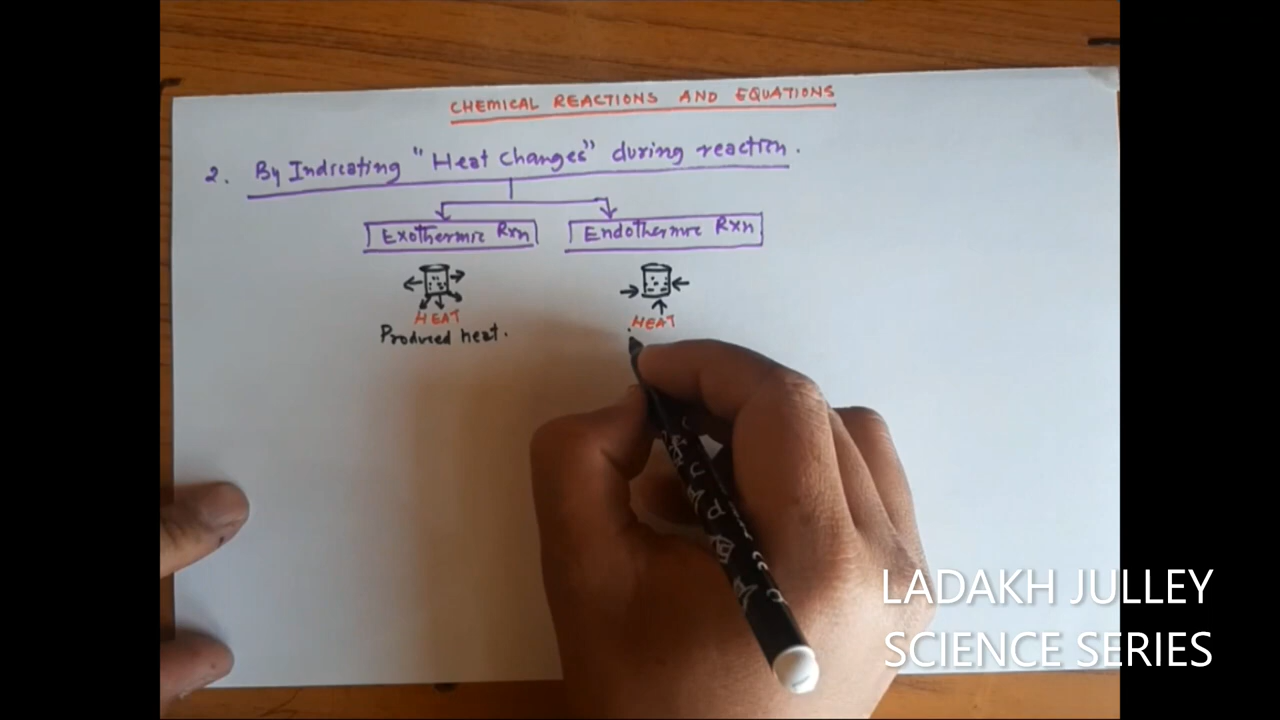 CHEMICAL REACTIONS AND EQUATIONS
2. By Indicating "Heat Changes" during reaction.
Exothermic Rxn Endothermic Rxn
HEAT HEAT
Produced heat.
LADAKH JULLEY
SCIENCE SERIES